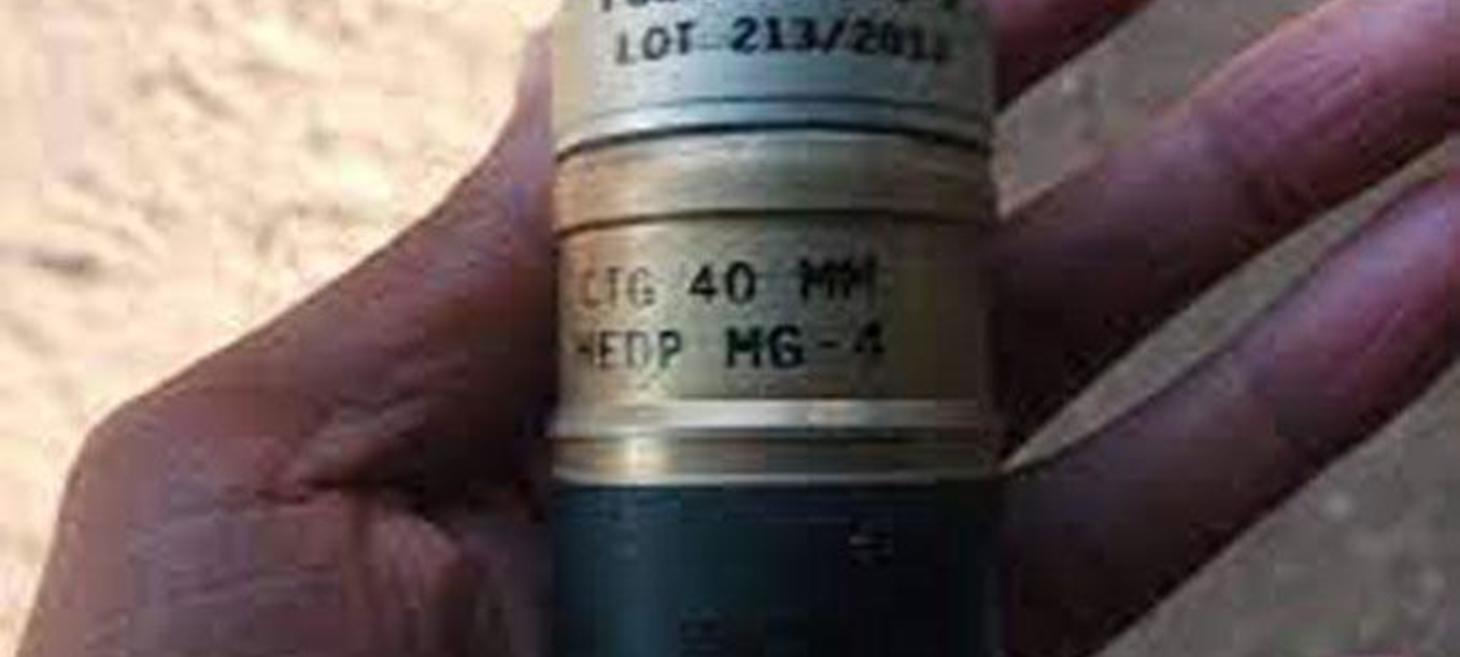 LOT 213/201
CTG 40 MM
HEDP MG-4